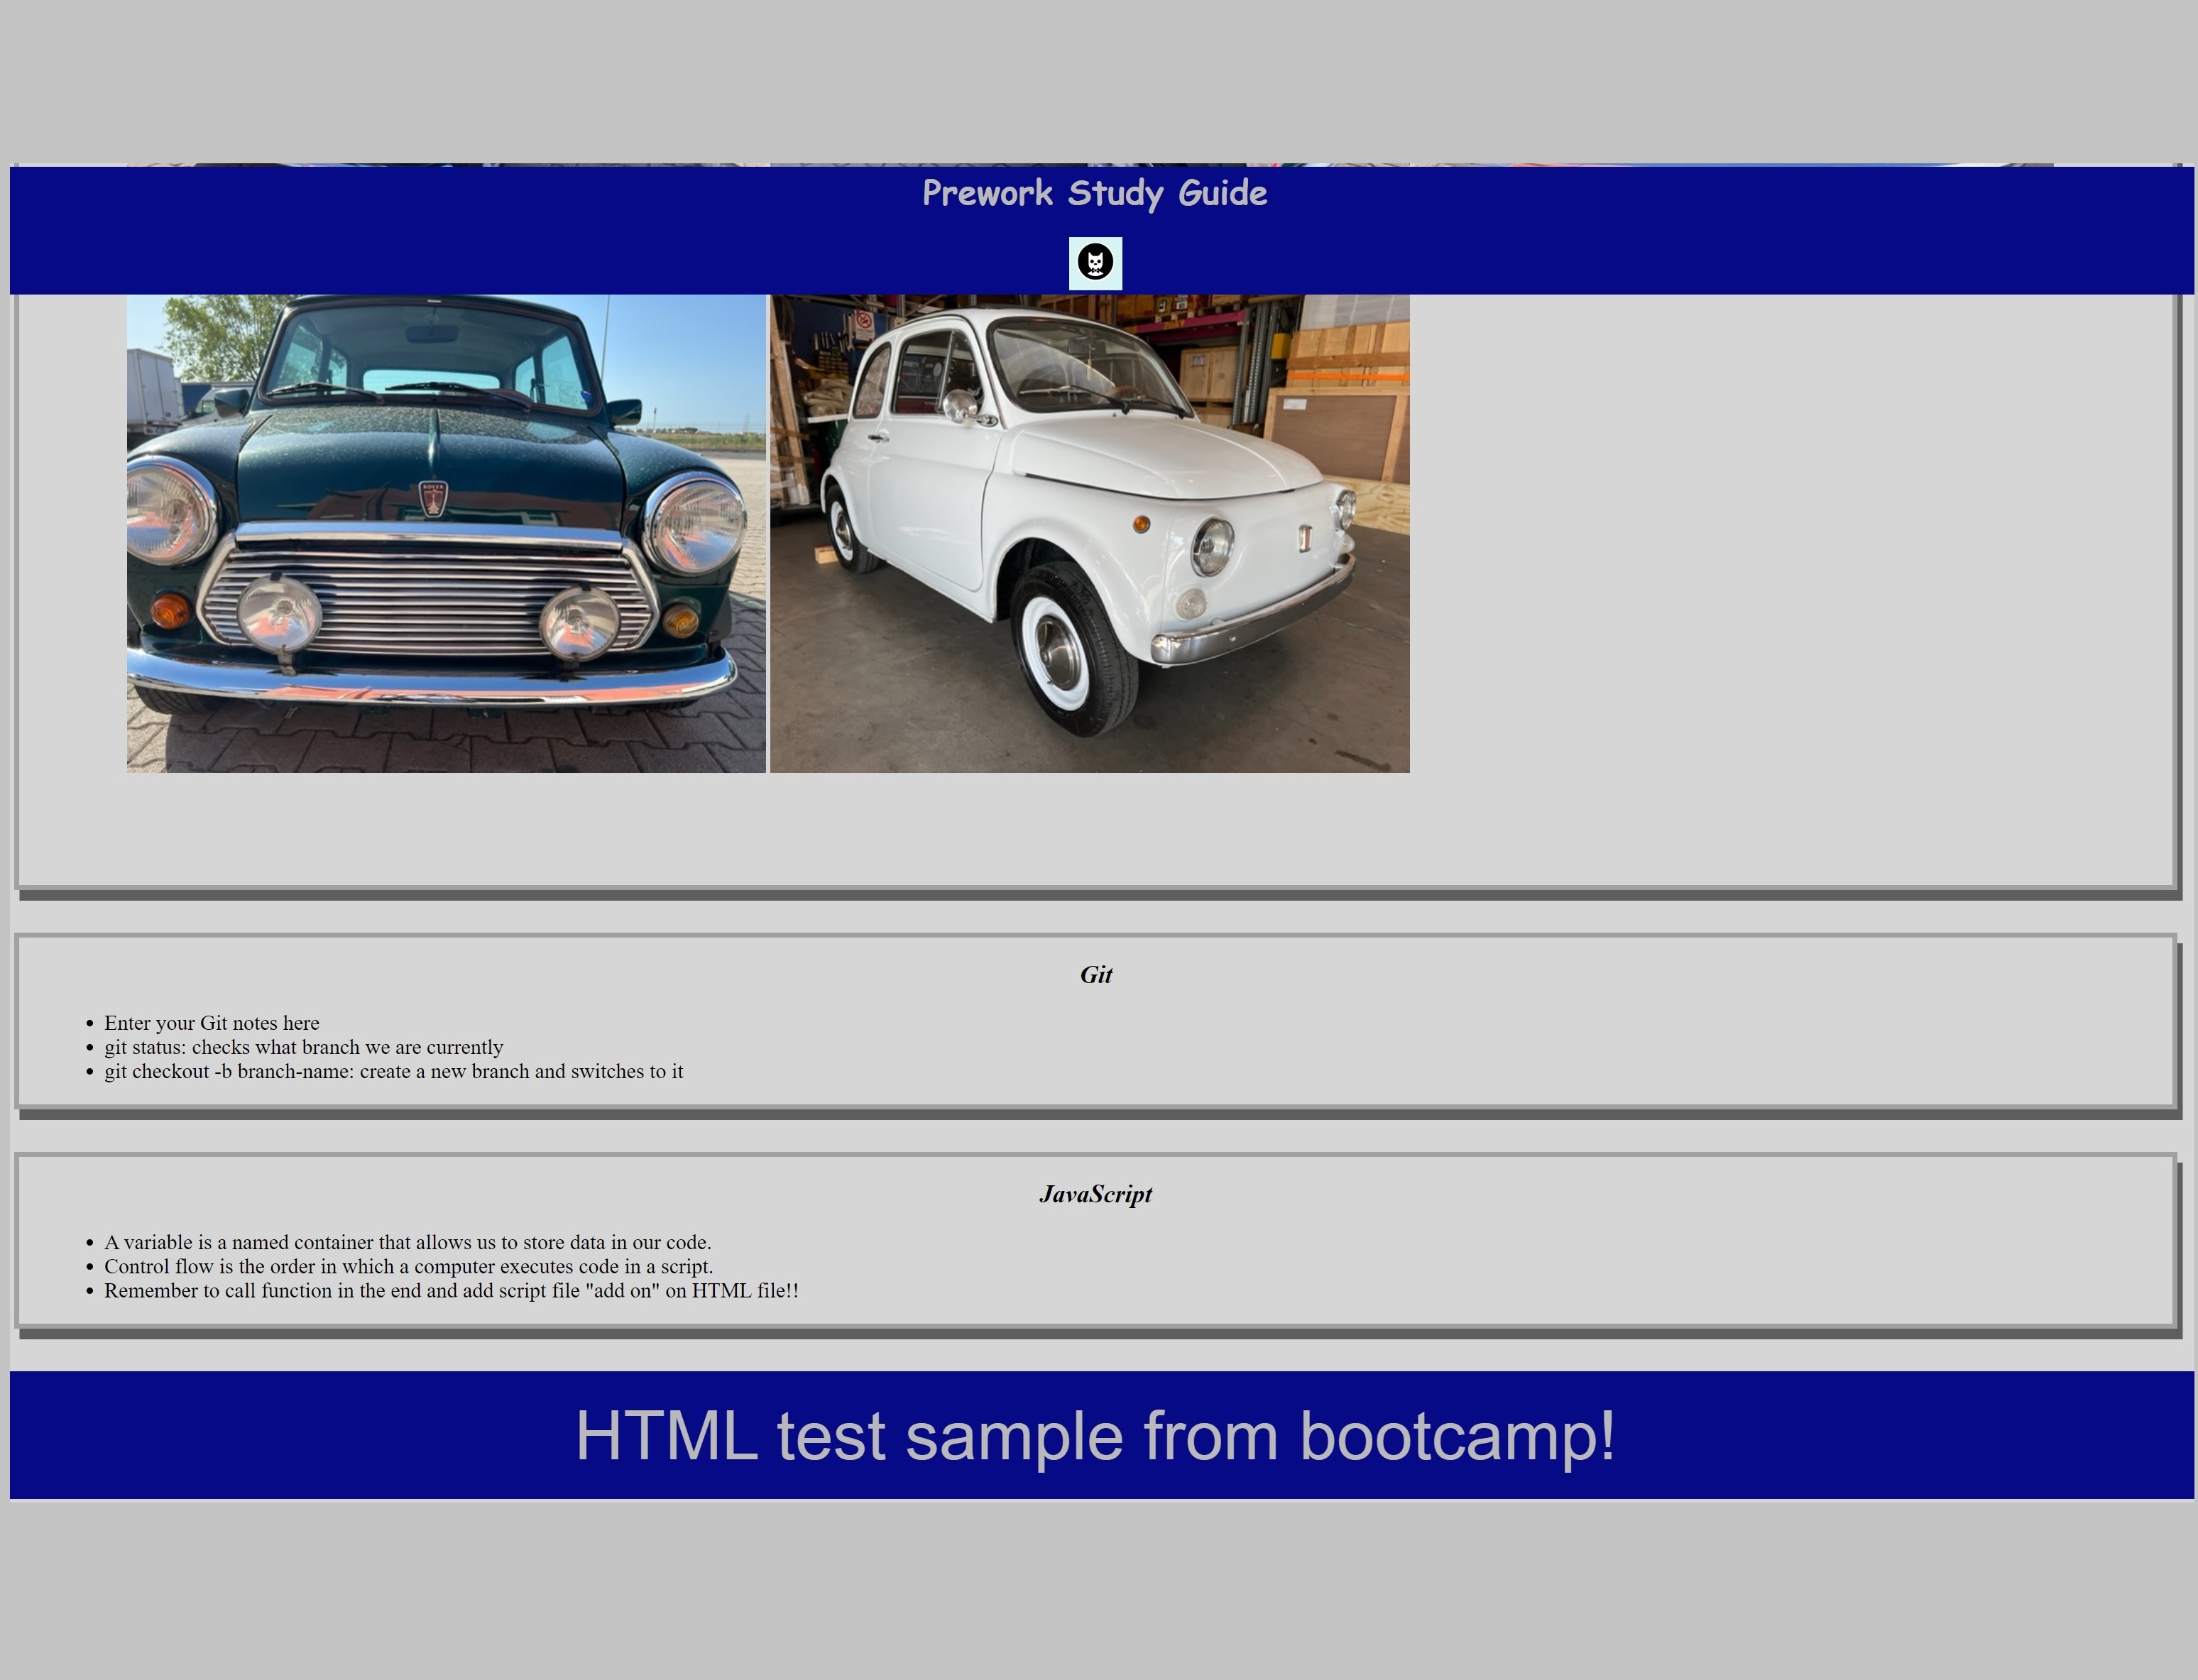 Prework Study Guide
ROVER
Git
Enter your Git notes here
git status: checks what branch we are currently
git checkout -b branch-name: create a new branch and switches to it
JavaScript
A variable is a named container that allows us to store data in our code.
Control flow is the order in which a computer executes code in a script.
Remember to call function in the end and add script file "add on" on HTML file!!
HTML test sample from bootcamp!